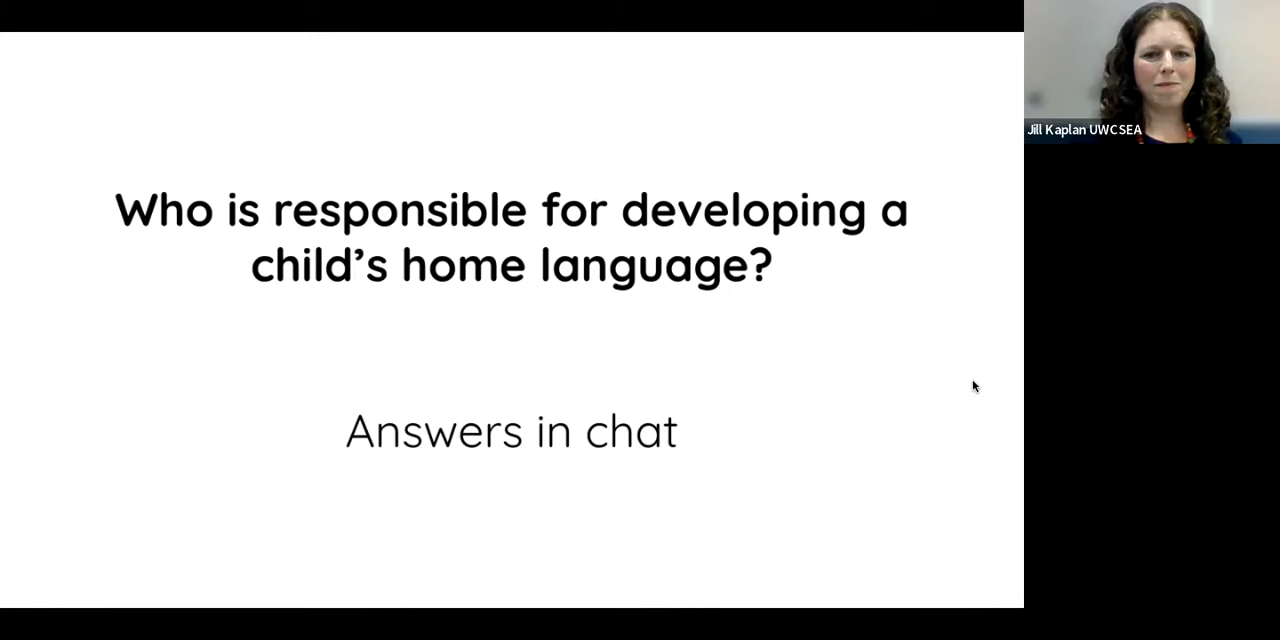 Who is responsible for developing a
child’s home language?
Answers in chat
Jill Kaplan UWCSEA